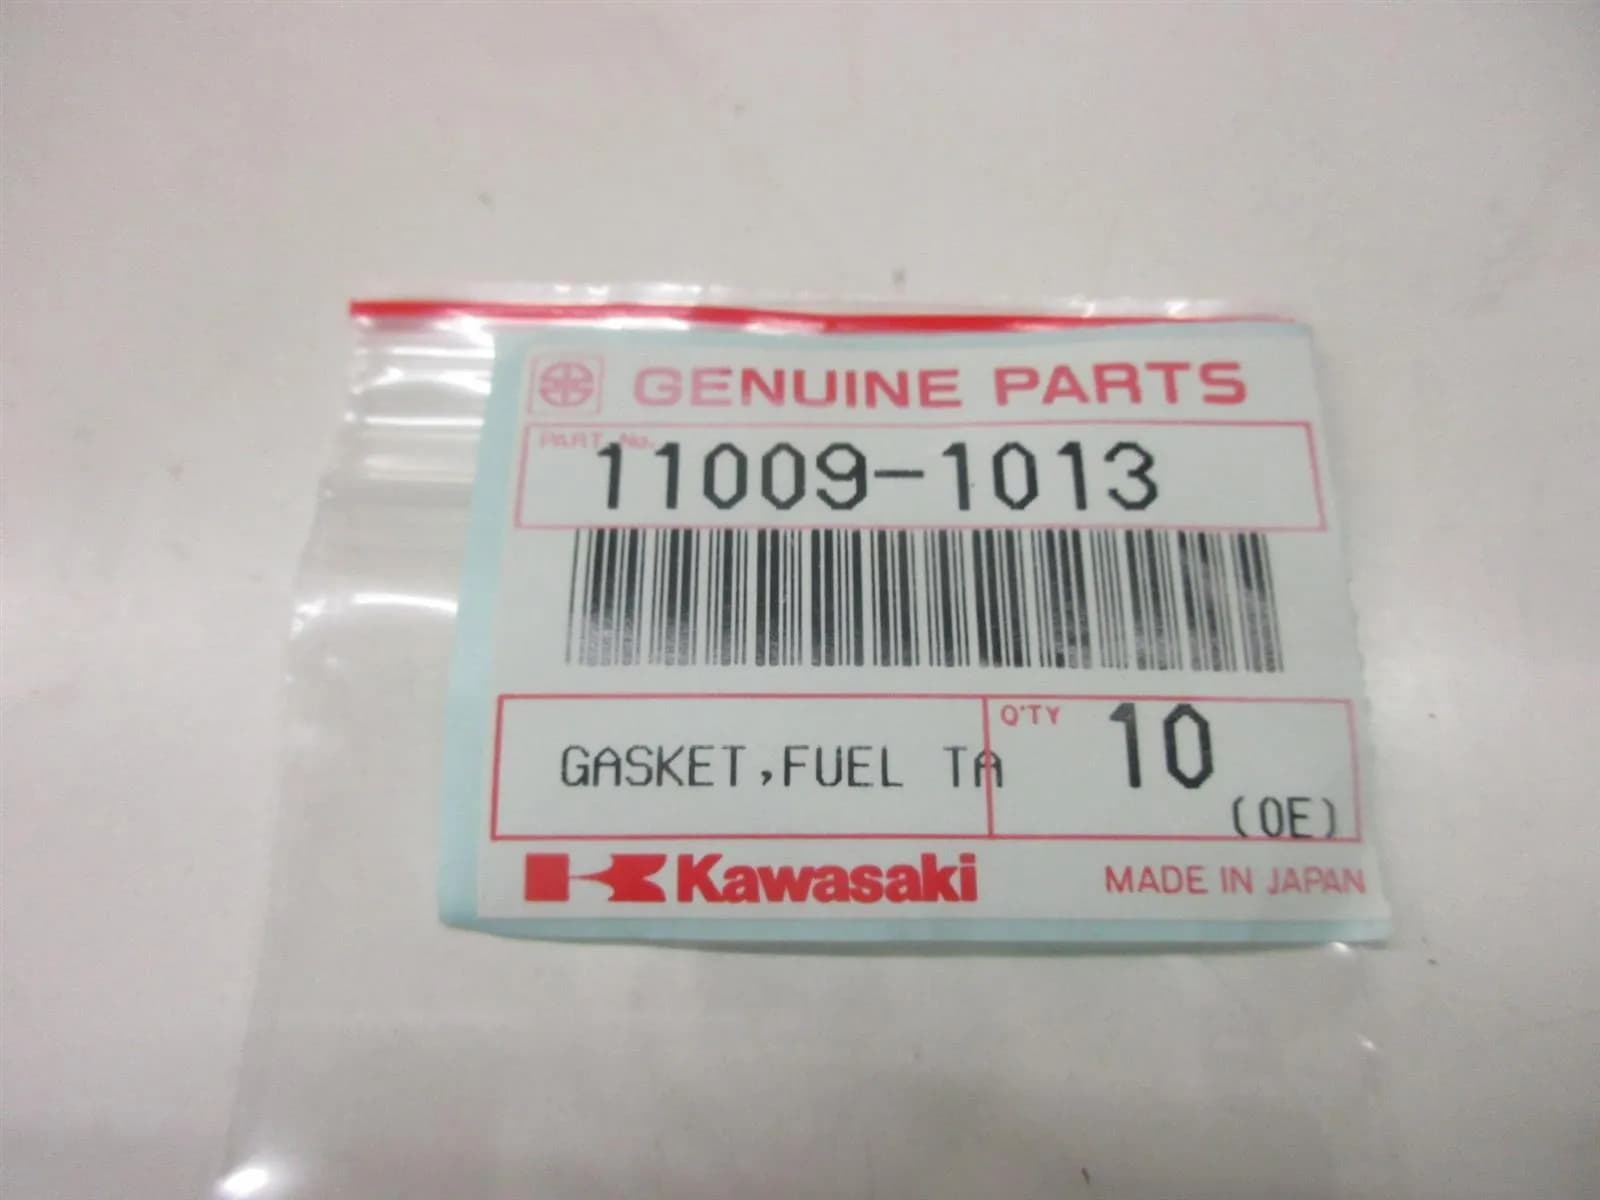 GENUINE PARTS
PART No.
11009-1013
GASKET,FUEL TA
Q'TY
10
(OE)
Kawasaki
MADE IN JAPAN